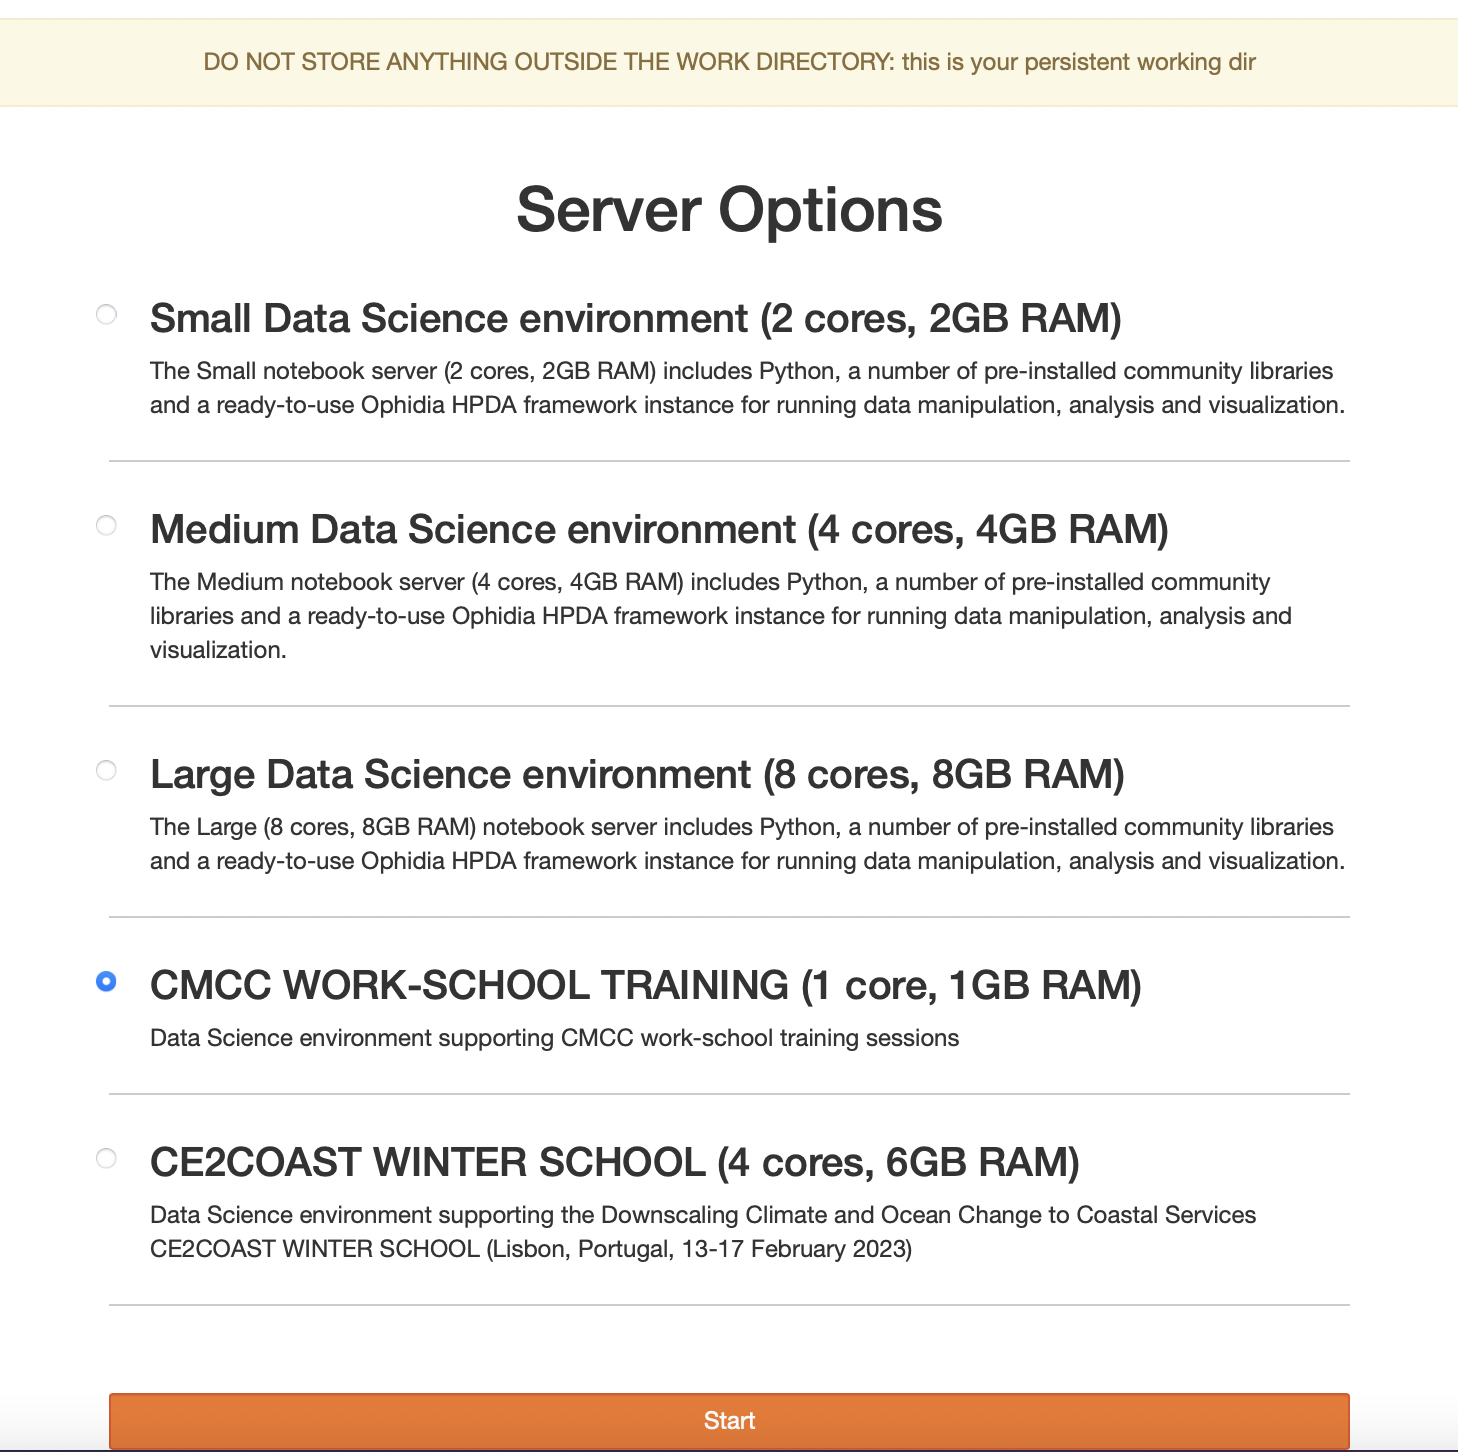 DO NOT STORE ANYTHING OUTSIDE THE WORK DIRECTORY: this is your persistent working dir
Server Options
Small Data Science environment (2 cores, 2GB RAM)
The Small notebook server (2 cores, 2GB RAM) includes Python, a number of pre-installed community libraries
and a ready-to-use Ophidia HPDA framework instance for running data manipulation, analysis and visualization.
Medium Data Science environment (4 cores, 4GB RAM)
The Medium notebook server (4 cores, 4GB RAM) includes Python, a number of pre-installed community
libraries and a ready-to-use Ophidia HPDA framework instance for running data manipulation, analysis and
visualization.
Large Data Science environment (8 cores, 8GB RAM)
The Large (8 cores, 8GB RAM) notebook server includes Python, a number of pre-installed community libraries
and a ready-to-use Ophidia HPDA framework instance for running data manipulation, analysis and visualization.
CMCC WORK-SCHOOL TRAINING (1 core, 1GB RAM)
Data Science environment supporting CMCC work-school training sessions
CE2COAST WINTER SCHOOL (4 cores, 6GB RAM)
Data Science environment supporting the Downscaling Climate and Ocean Change to Coastal Services
CE2COAST WINTER SCHOOL (Lisbon, Portugal, 13-17 February 2023)
Start